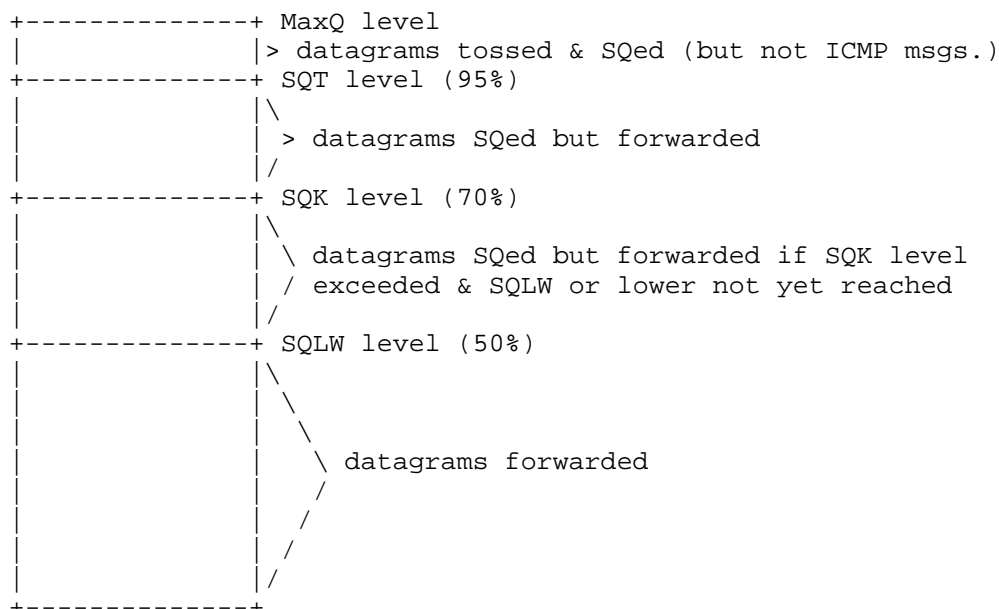 MaxQ level
> datagrams tossed & SQed (but not ICMP msgs.)
SQT level (95%)
> datagrams SQed but forwarded
SQK level (70%)
datagrams SQed but forwarded if SQK level
exceeded & SQLW or lower not yet reached
SQLW level (50%)
datagrams forwarded